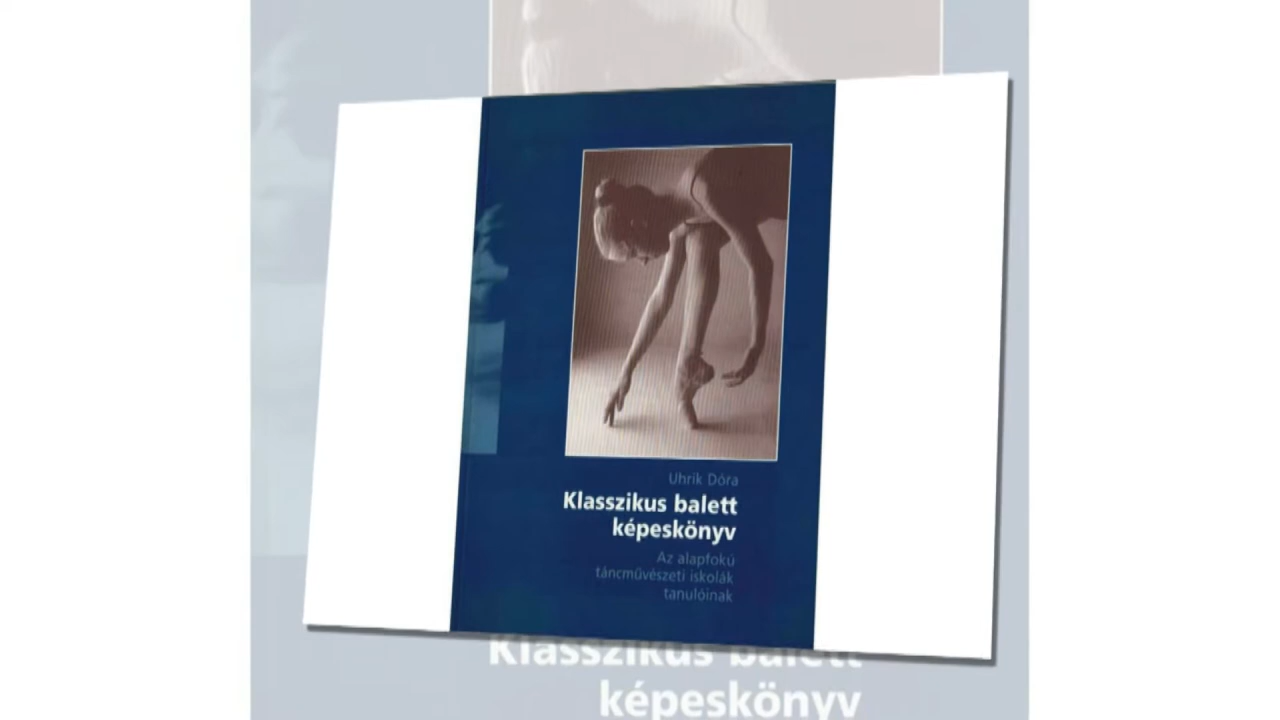 Uhrik Dóra
Klasszikus balett
képeskönyv
Az alapfokú
táncművészeti iskolák
tanulóinak
Klasszikus balett
képeskönyv